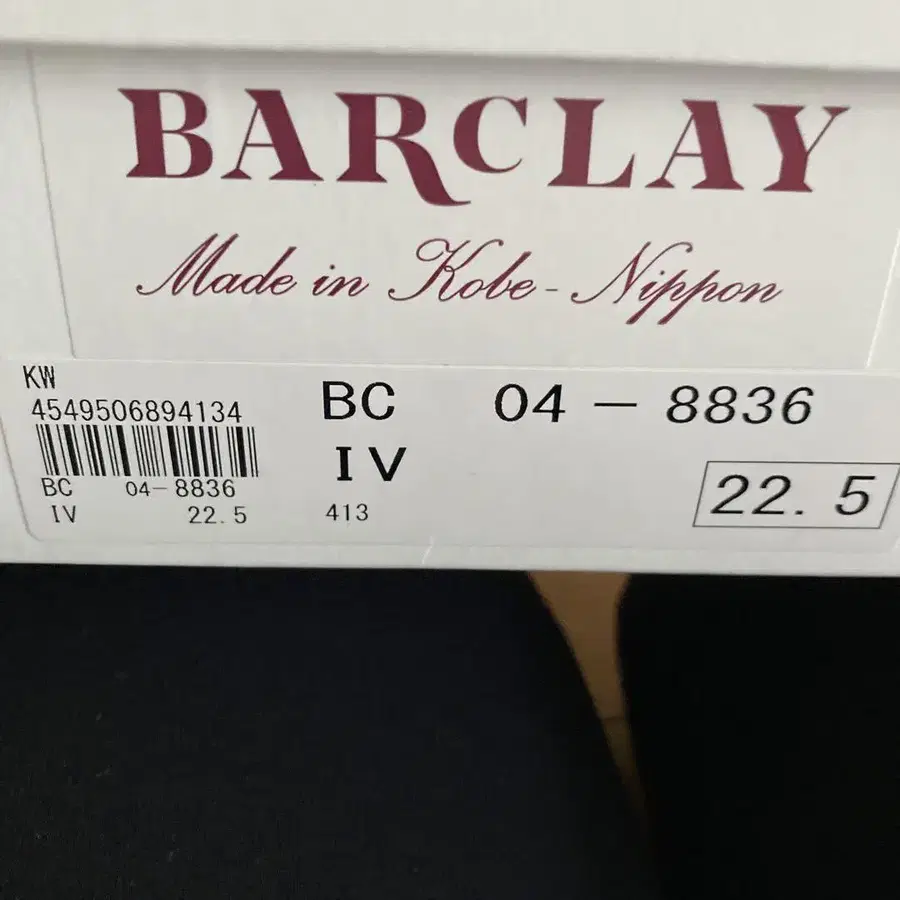 BARCLAY
Made in Kobe - Nippon
KW
4549506894134
BC 04-8836
IV 22.5
BC 04 - 8836
IV
413
22.5